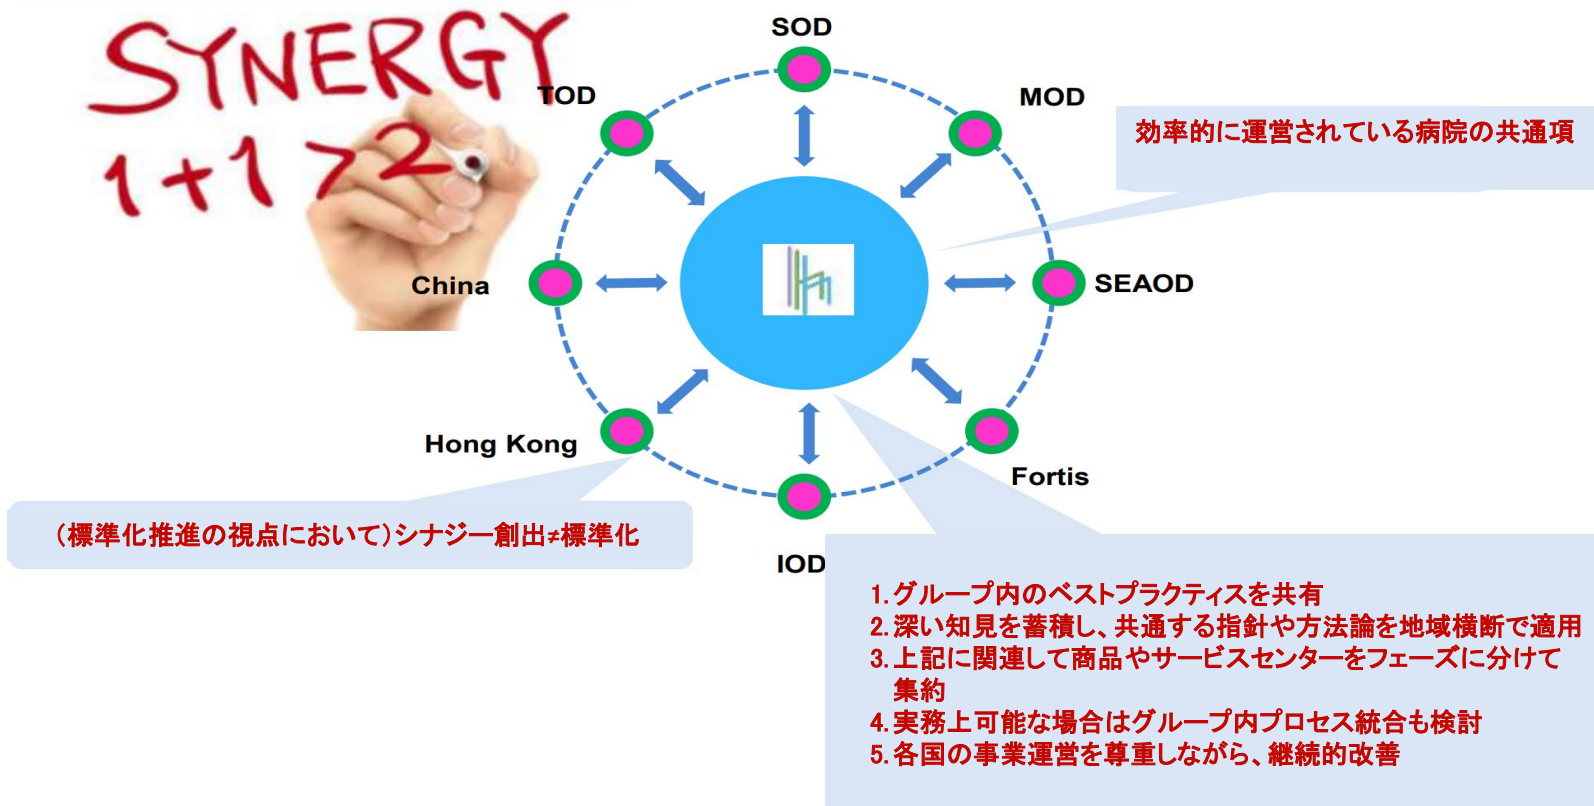 SYNERGY
1+1>2
SOD
TOD
MOD
効率的に運営されている病院の共通項
China
SEAOD
Hong Kong
Fortis
(標準化推進の視点において)シナジー創出≠標準化
IOD
1.グループ内のベストプラクティスを共有
2.深い知見を蓄積し、共通する指針や方法論を地域横断で適用
3.上記に関連して商品やサービスセンターをフェーズに分けて
集約
4.実務上可能な場合はグループ内プロセス統合も検討
5.各国の事業運営を尊重しながら、継続的改善